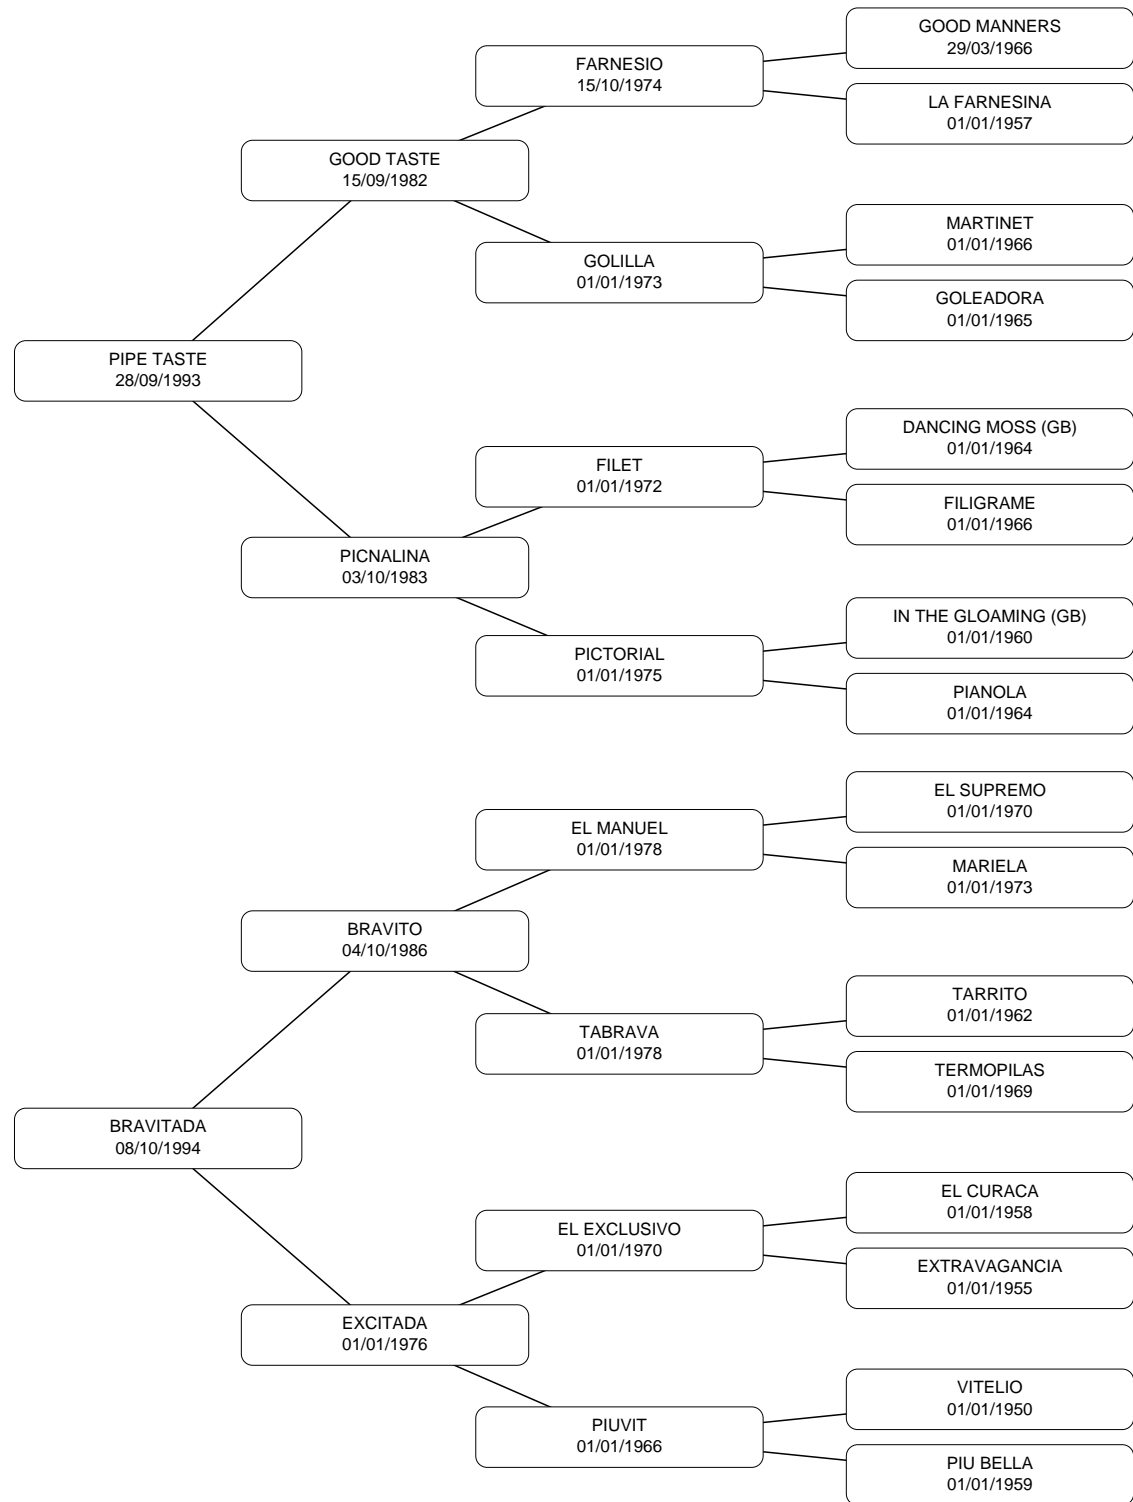 GOOD MANNERS
29/03/1966
FARNESIO
15/10/1974
LA FARNESINA
01/01/1957
GOOD TASTE
15/09/1982
MARTINET
01/01/1966
GOLILLA
01/01/1973
GOLEADORA
01/01/1965
PIPE TASTE
28/09/1993
DANCING MOSS (GB)
01/01/1964
FILET
01/01/1972
FILIGRAME
01/01/1966
PICNALINA
03/10/1983
IN THE GLOAMING (GB)
01/01/1960
PICTORIAL
01/01/1975
PIANOLA
01/01/1964
EL SUPREMO
01/01/1970
EL MANUEL
01/01/1978
MARIELA
01/01/1973
BRAVITO
04/10/1986
TARRITO
01/01/1962
TABRAVA
01/01/1978
TERMOPILAS
01/01/1969
BRAVITADA
08/10/1994
EL CURACA
01/01/1958
EL EXCLUSIVO
01/01/1970
EXTRAVAGANCIA
01/01/1955
EXCITADA
01/01/1976
VITELIO
01/01/1950
PIUVIT
01/01/1966
PIU BELLA
01/01/1959